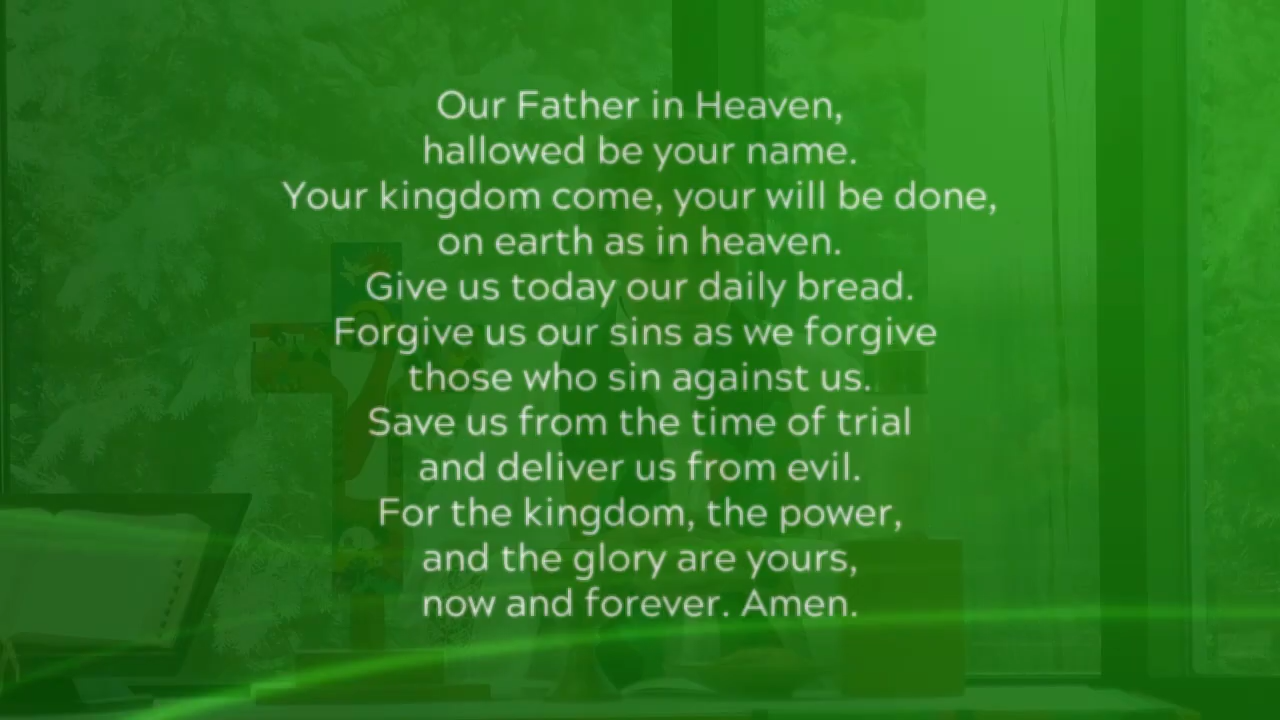 Our Father in Heaven,
hallowed be your name.
Your kingdom come, your will be done,
on earth as in heaven.
Give us today our daily bread.
Forgive us our sins as we forgive
those who sin against us.
Save us from the time of trial
and deliver us from evil.
For the kingdom, the power,
and the glory are yours,
now and forever. Amen.